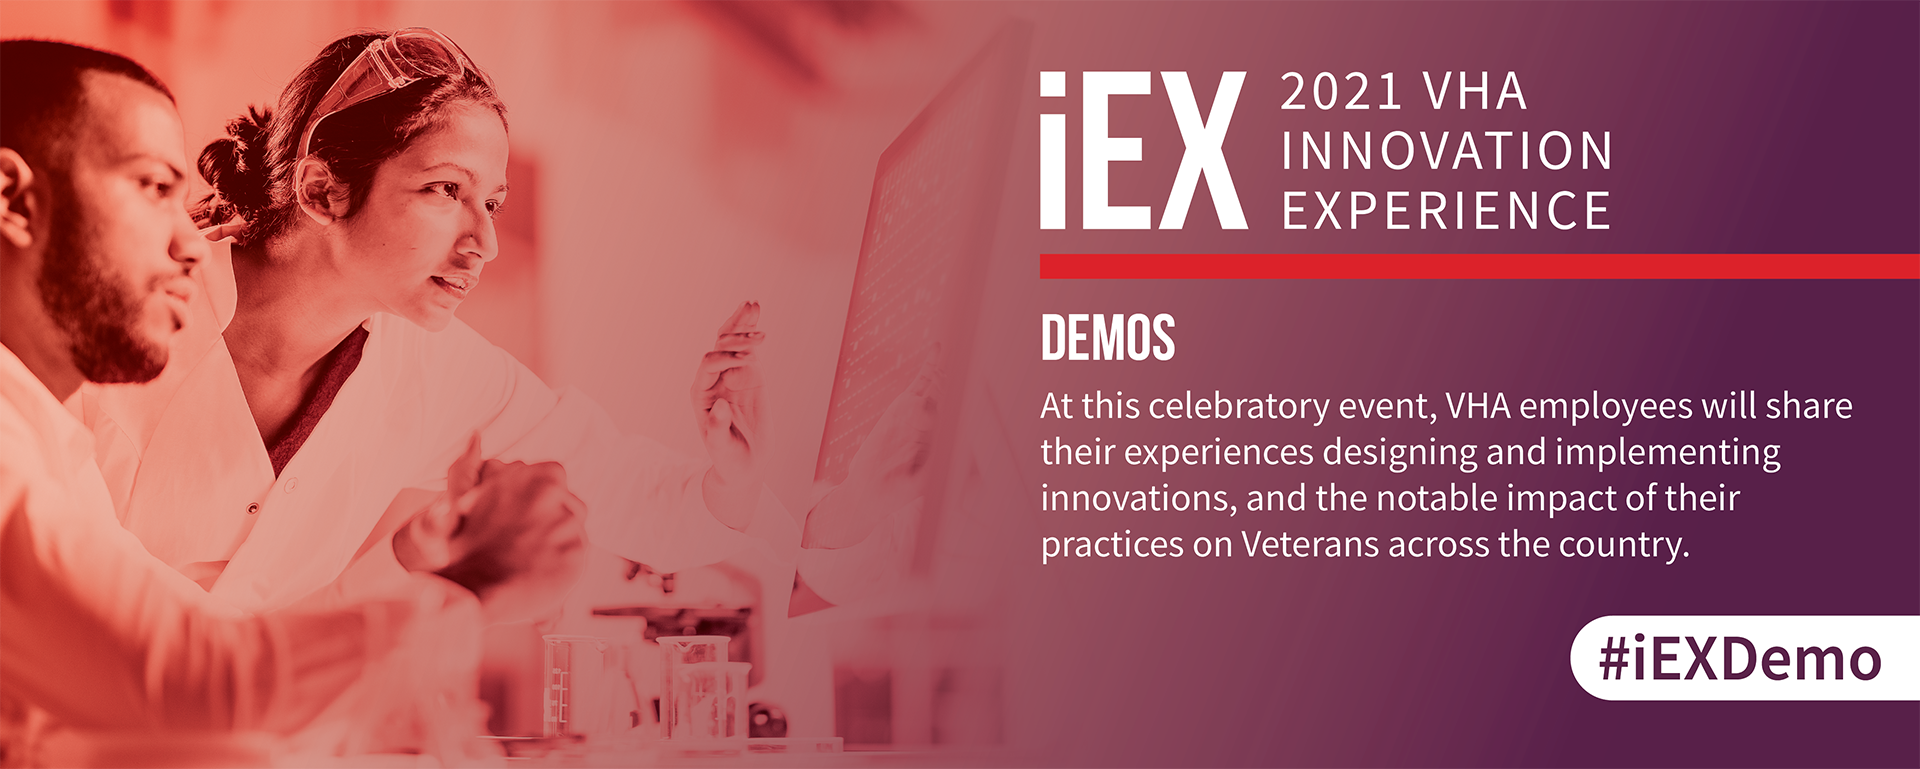 iEX
2021 VHA
INNOVATION
EXPERIENCE
DEMOS
At this celebratory event, VHA employees will share
their experiences designing and implementing
innovations, and the notable impact of their
practices on Veterans across the country.
#iEXDemo